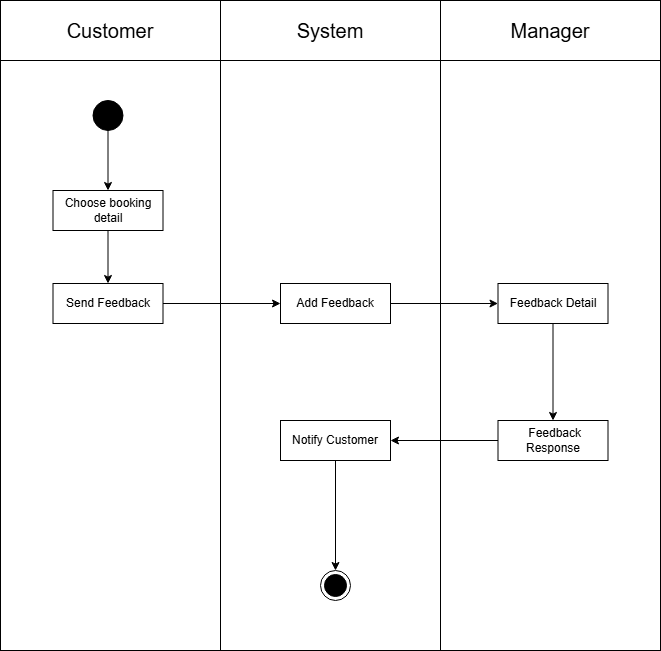 Customer
System
Manager
Choose booking
detail
Send Feedback
Add Feedback
Feedback Detail
Notify Customer
Feedback
Response